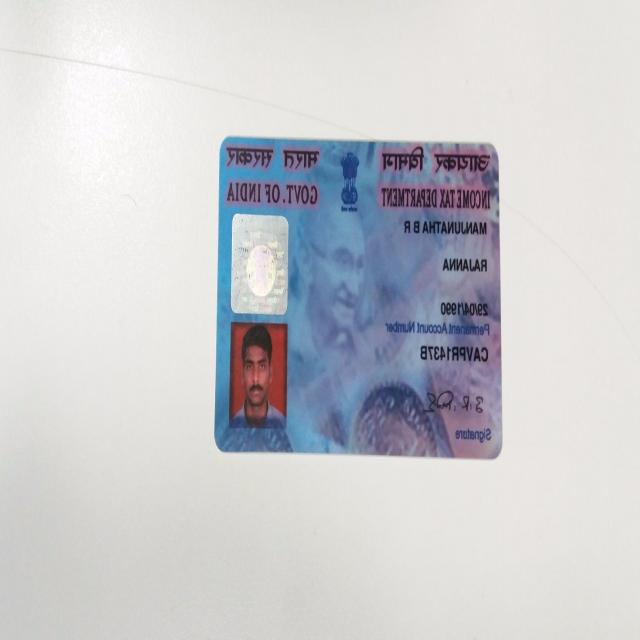 आयकर विभाग भारत सरकार
INCOME TAX DEPARTMENT GOVT. OF INDIA
MANJUNATHA B R
RAJANNA
29/04/1990
Permanent Account Number
CAVPR1437B
Signature